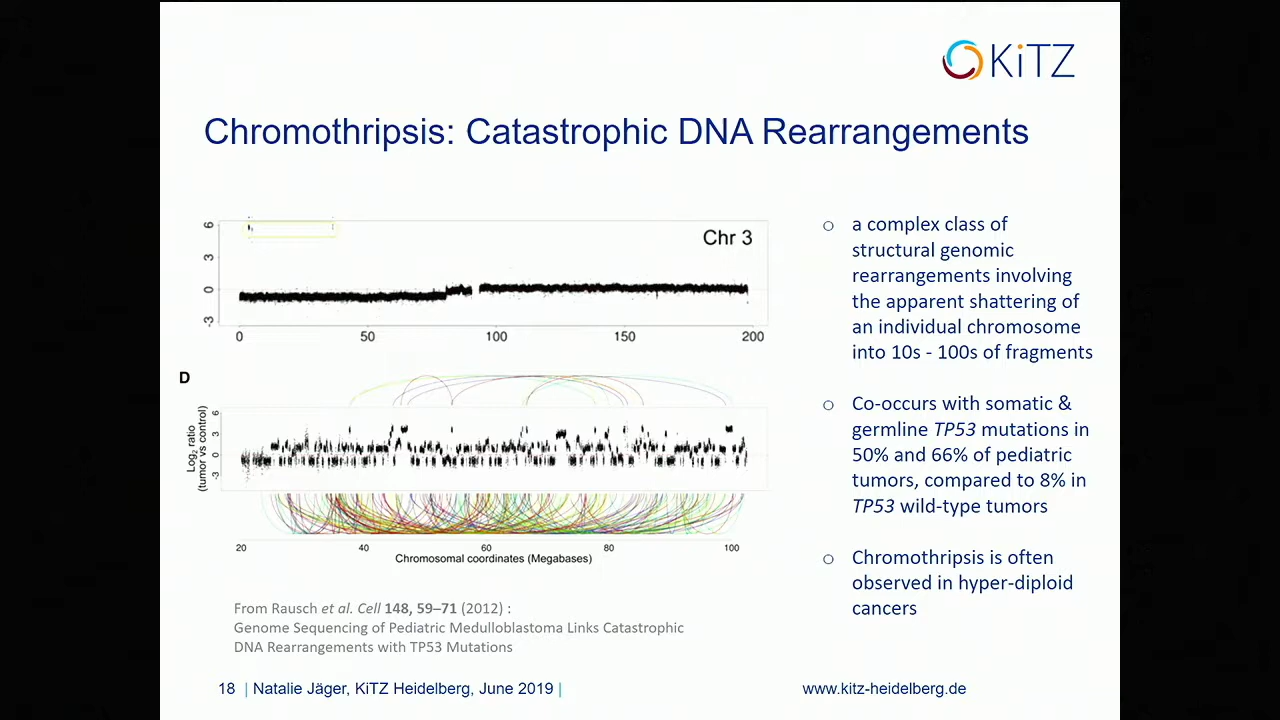 KiTZ
Chromothripsis: Catastrophic DNA Rearrangements
Chr 3
6
3
0
-3
0 50 100 150 200
D
Log2 ratio
(tumor vs control)
6
3
0
-3
20 40 60 80 100
Chromosomal coordinates (Megabases)
From Rausch et al. Cell 148, 59–71 (2012) :
Genome Sequencing of Pediatric Medulloblastoma Links Catastrophic
DNA Rearrangements with TP53 Mutations
o a complex class of
structural genomic
rearrangements involving
the apparent shattering of
an individual chromosome
into 10s - 100s of fragments
o Co-occurs with somatic &
germline TP53 mutations in
50% and 66% of pediatric
tumors, compared to 8% in
TP53 wild-type tumors
o Chromothripsis is often
observed in hyper-diploid
cancers
18 | Natalie Jäger, KiTZ Heidelberg, June 2019 |
www.kitz-heidelberg.de